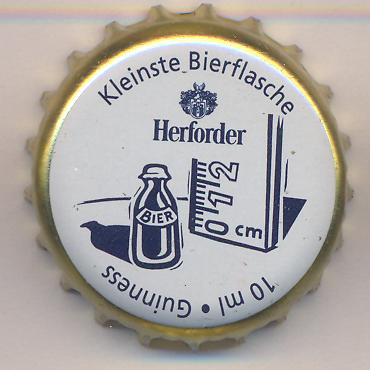 Kleinste Bierflasche
Herforder
BIER
0 1 2
cm
10 ml • Guinness